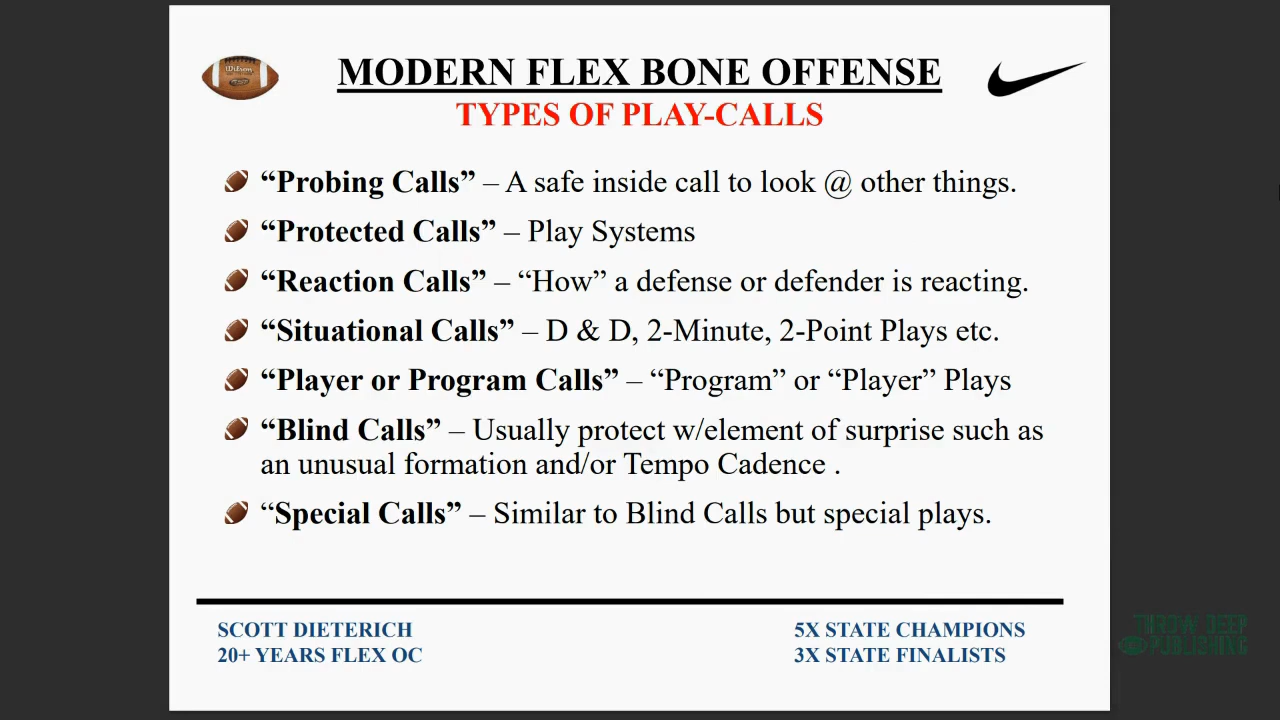 MODERN FLEX BONE OFFENSE
TYPES OF PLAY-CALLS
Wilson
“Probing Calls” – A safe inside call to look @ other things.
“Protected Calls” – Play Systems
“Reaction Calls” – “How” a defense or defender is reacting.
“Situational Calls” – D & D, 2-Minute, 2-Point Plays etc.
“Player or Program Calls” – “Program” or “Player” Plays
“Blind Calls” – Usually protect w/element of surprise such as
an unusual formation and/or Tempo Cadence .
“Special Calls” – Similar to Blind Calls but special plays.
SCOTT DIETERICH
20+ YEARS FLEX OC
5X STATE CHAMPIONS
3X STATE FINALISTS
THROW DEEP
PUBLISHING